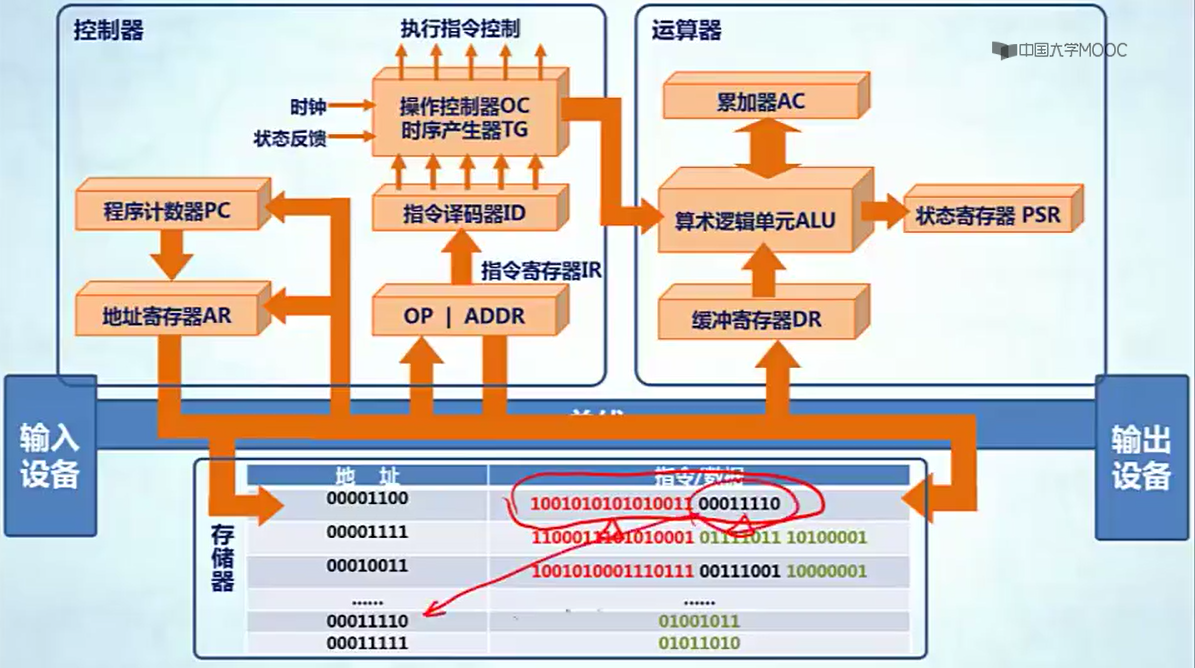 控制器
执行指令控制
时钟
状态反馈
操作控制器OC
时序产生器TG
程序计数器PC
指令译码器ID
指令寄存器IR
地址寄存器AR
OP | ADDR
运算器
中国大学MOOC
累加器AC
算术逻辑单元ALU
状态寄存器 PSR
缓冲寄存器DR
输入
设备
输出
设备
存储器
地 址 指令/数据
00001100 1001010101010011 00011110
00001111 1100011101010001 01111011 10100001
00010011 1001010001110111 00111001 10000001
...... ......
00011110 01001011
00011111 01011010